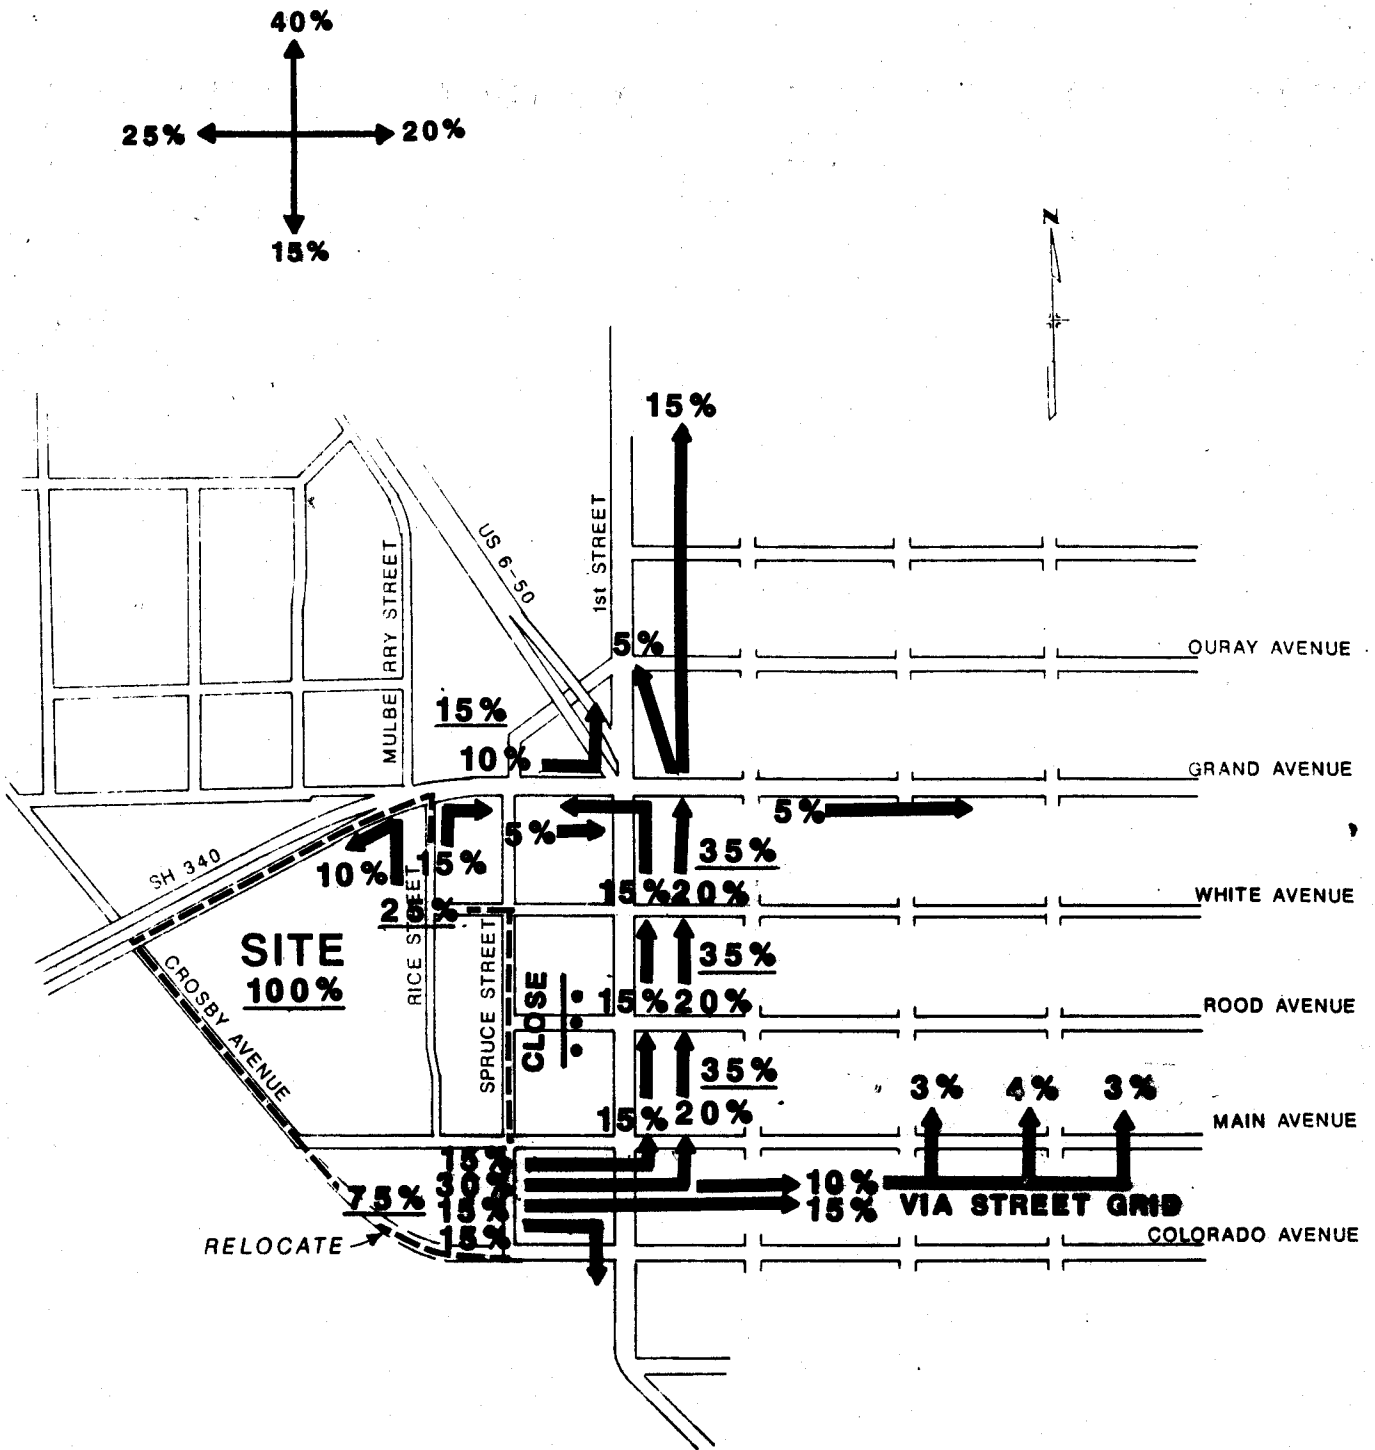 40%
25%
20%
15%
N
15%
US 6-50
1st STREET
MULBE RRY STREET
5%
OURAY AVENUE
15%
10%
GRAND AVENUE
5%
5%
SH 340
10%
15%
35%
15% 20%
WHITE AVENUE
25%
SITE
100%
RICE STREET
SPRUCE STREET
CLOSE
CROSBY AVENUE
35%
15% 20%
ROOD AVENUE
35%
15% 20%
3% 4% 3%
MAIN AVENUE
15%
30%
15%
15%
75%
10%
15%
VIA STREET GRID
RELOCATE
COLORADO AVENUE